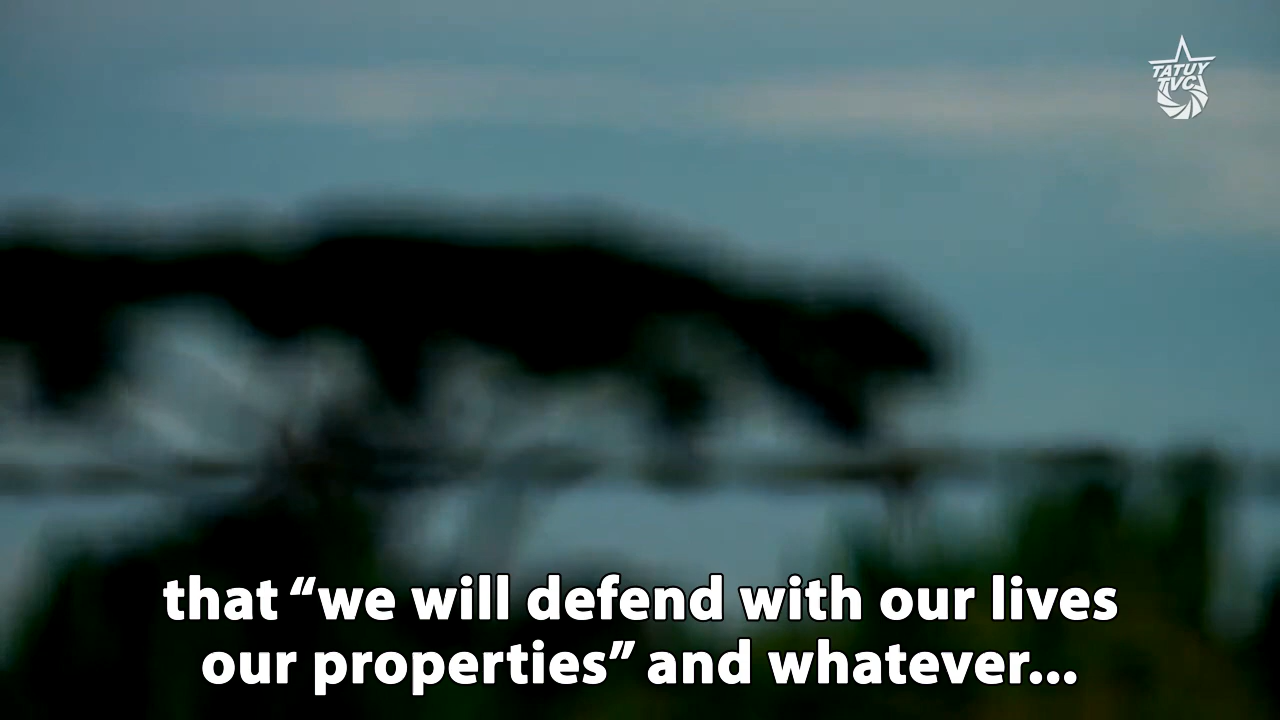 TATUY
TVC
that “we will defend with our lives
our properties” and whatever...